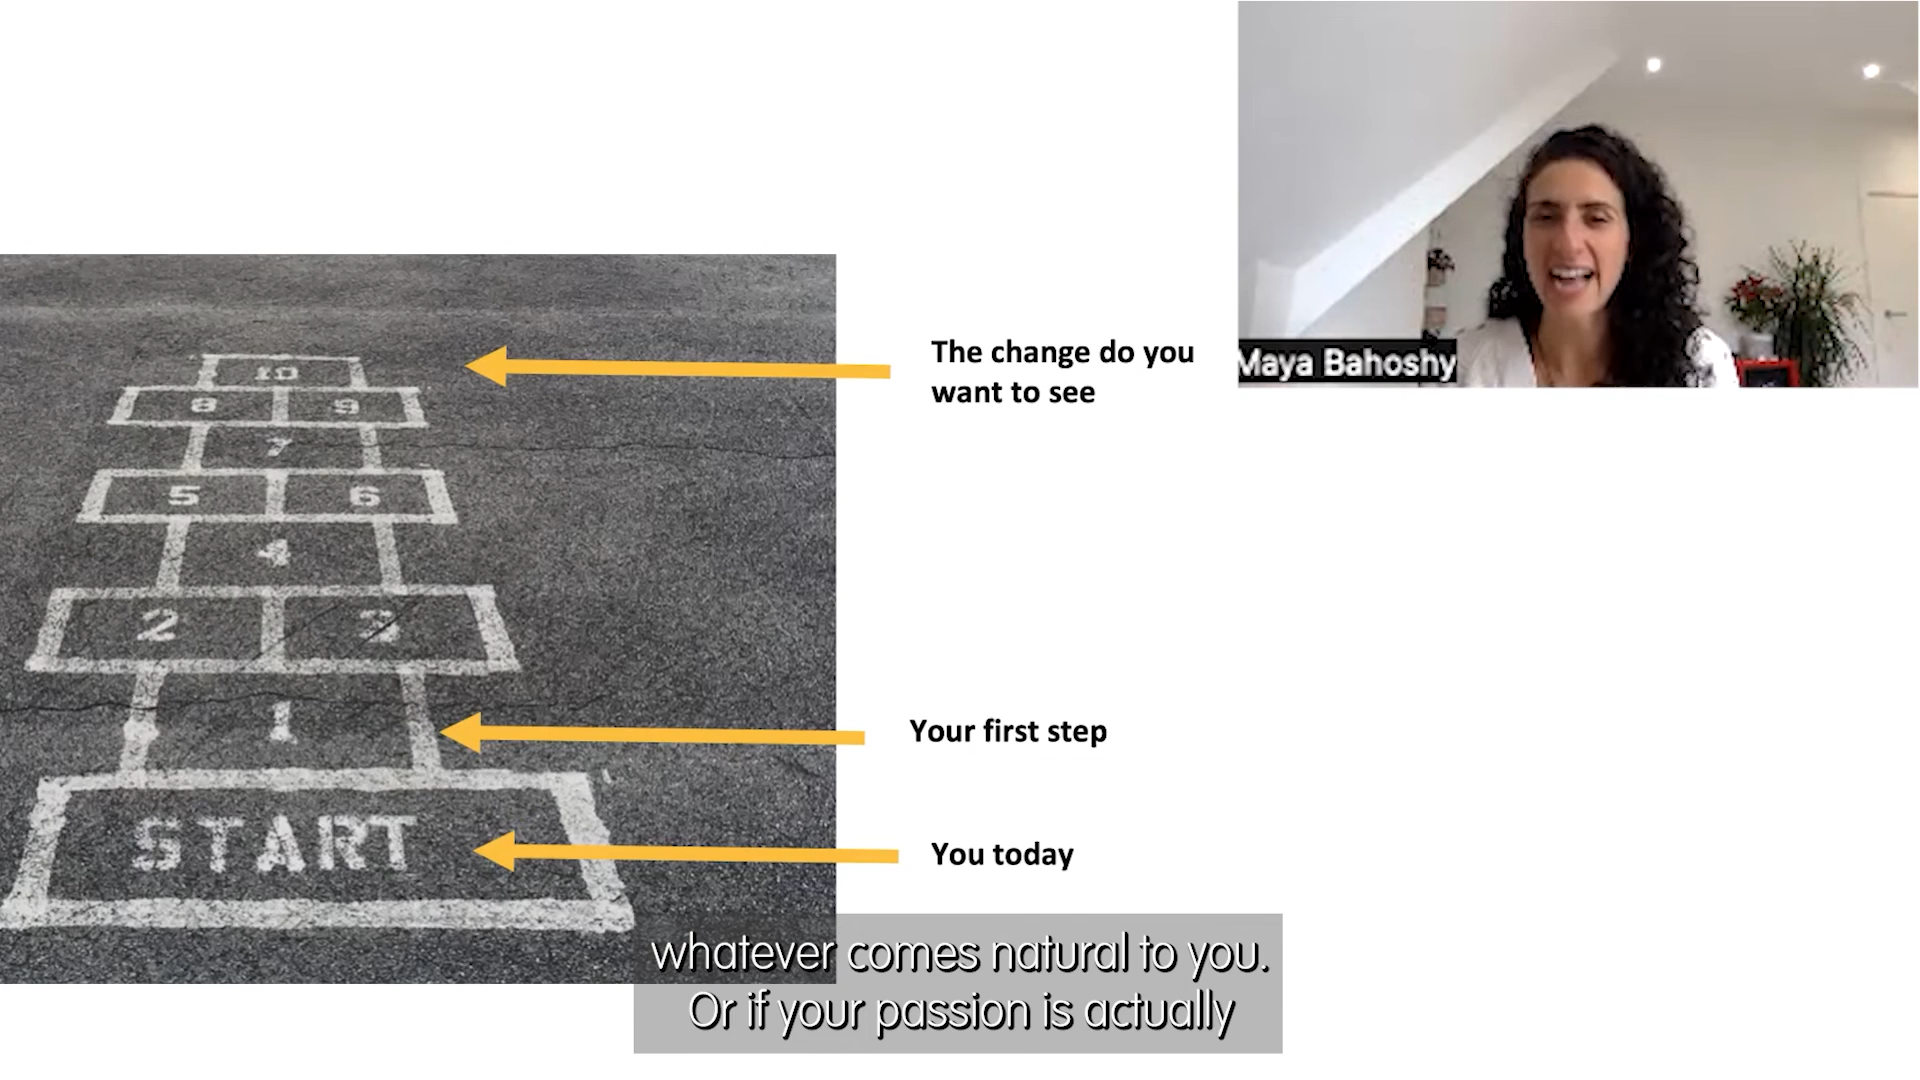 The change do you
want to see
Maya Bahoshy
10
8 9
7
5 6
4
2 3
1
Your first step
START
You today
whatever comes natural to you.
Or if your passion is actually